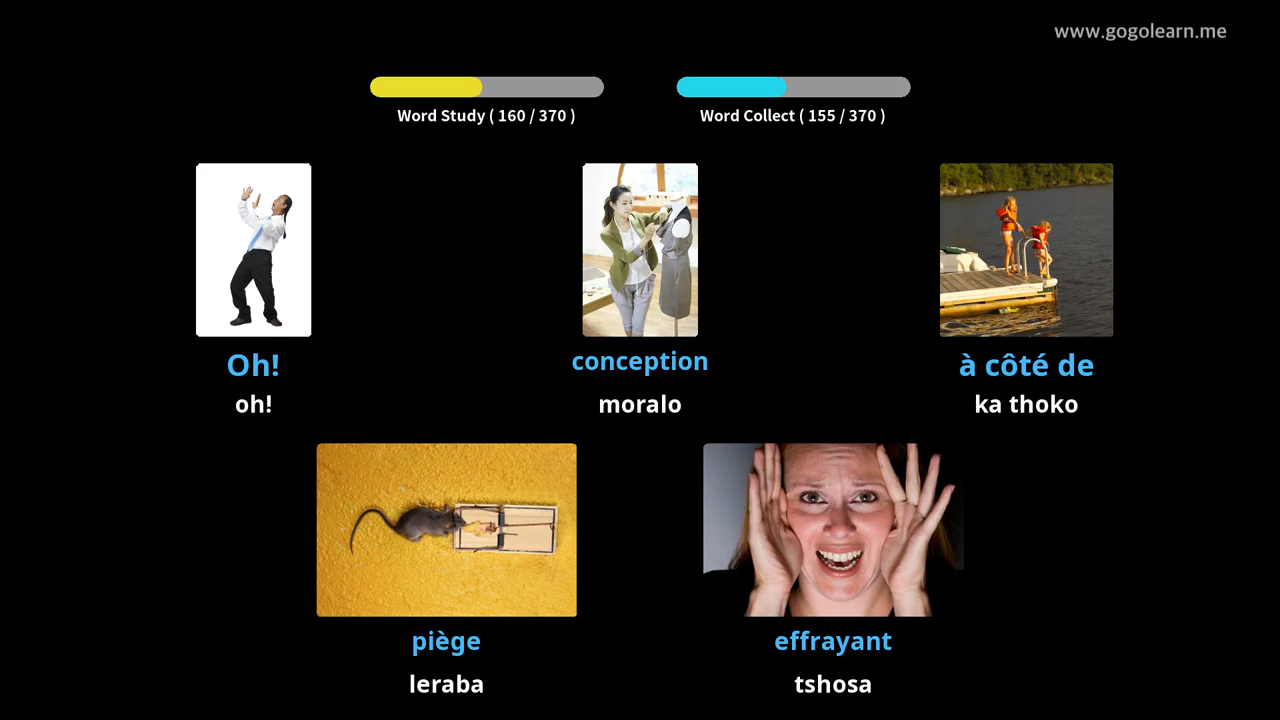 www.gogolearn.me
Word Study ( 160 / 370 )
Word Collect ( 155 / 370 )
Oh!
oh!
conception
moralo
à côté de
ka thoko
piège
leraba
effrayant
tshosa